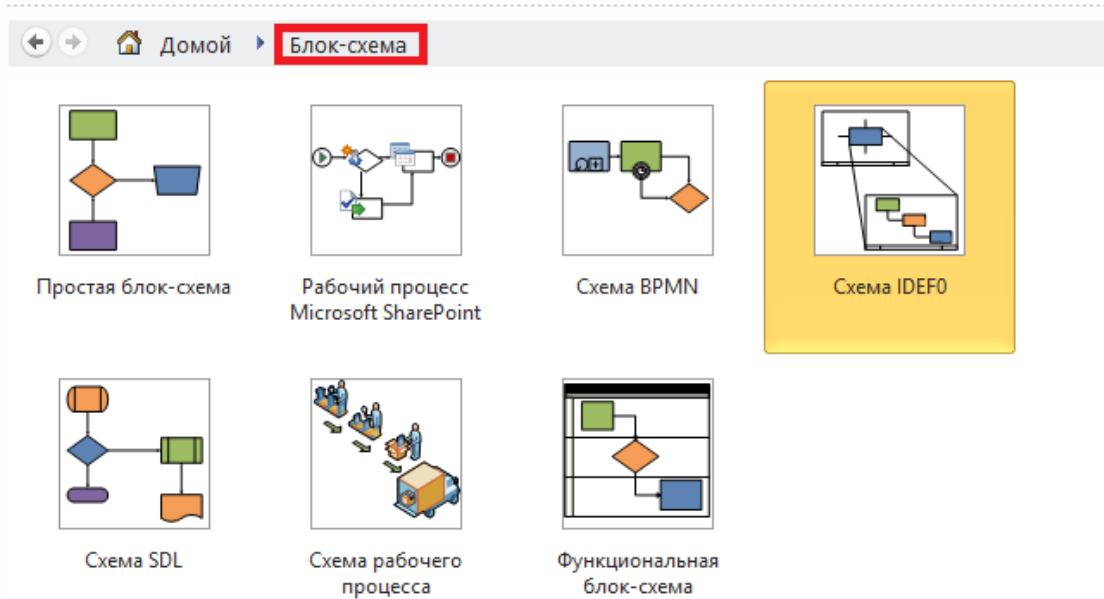 Домой
Блок-схема
Простая блок-схема
Рабочий процесс
Microsoft SharePoint
Схема BPMN
Схема IDEF0
Схема SDL
Схема рабочего
процесса
Функциональная
блок-схема